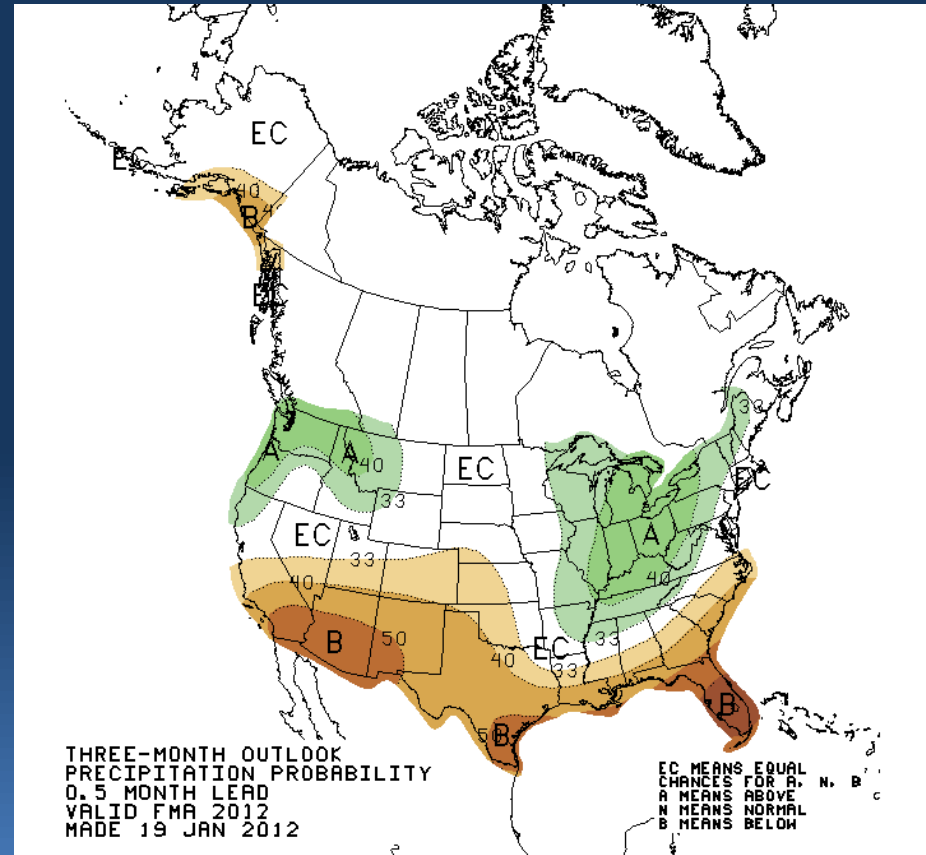 EC
EC
40
B
EC
33
A
A
40
EC
EC
33
A
EC
33
40
40
B
50
EC
33
33
40
B
50
B
THREE-MONTH OUTLOOK
PRECIPITATION PROBABILITY
0.5 MONTH LEAD
VALID FMA 2012
MADE 19 JAN 2012
EC MEANS EQUAL
CHANCES FOR A, N, B
A MEANS ABOVE
N MEANS NORMAL
B MEANS BELOW